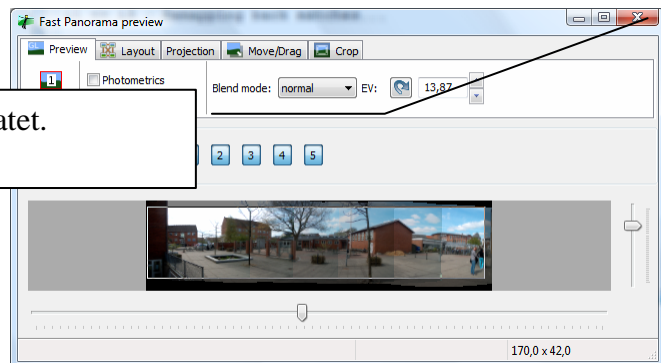 Fast Panorama preview
Preview Layout Projection Move/Drag Crop
1 Photometrics
Blend mode: normal EV: 13,87
atet.
2 3 4 5
170,0 x 42,0